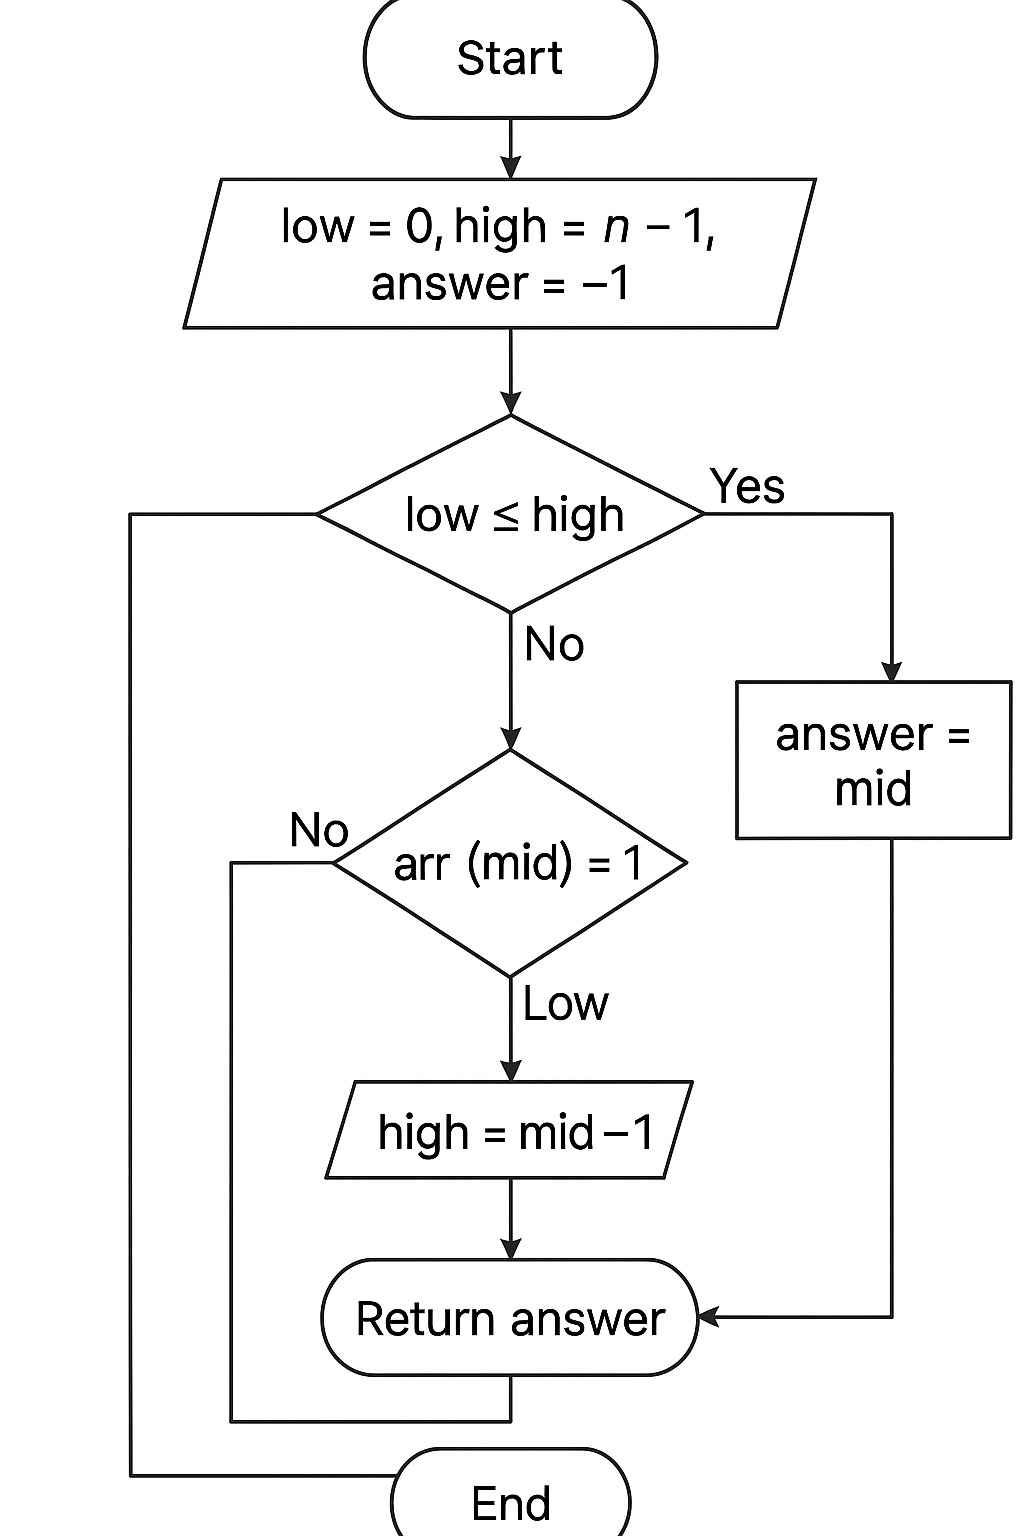 Start
low = 0, high = n – 1,
answer = –1
low ≤ high
Yes
No
answer =
mid
No
arr (mid) = 1
Low
high = mid – 1
Return answer
End